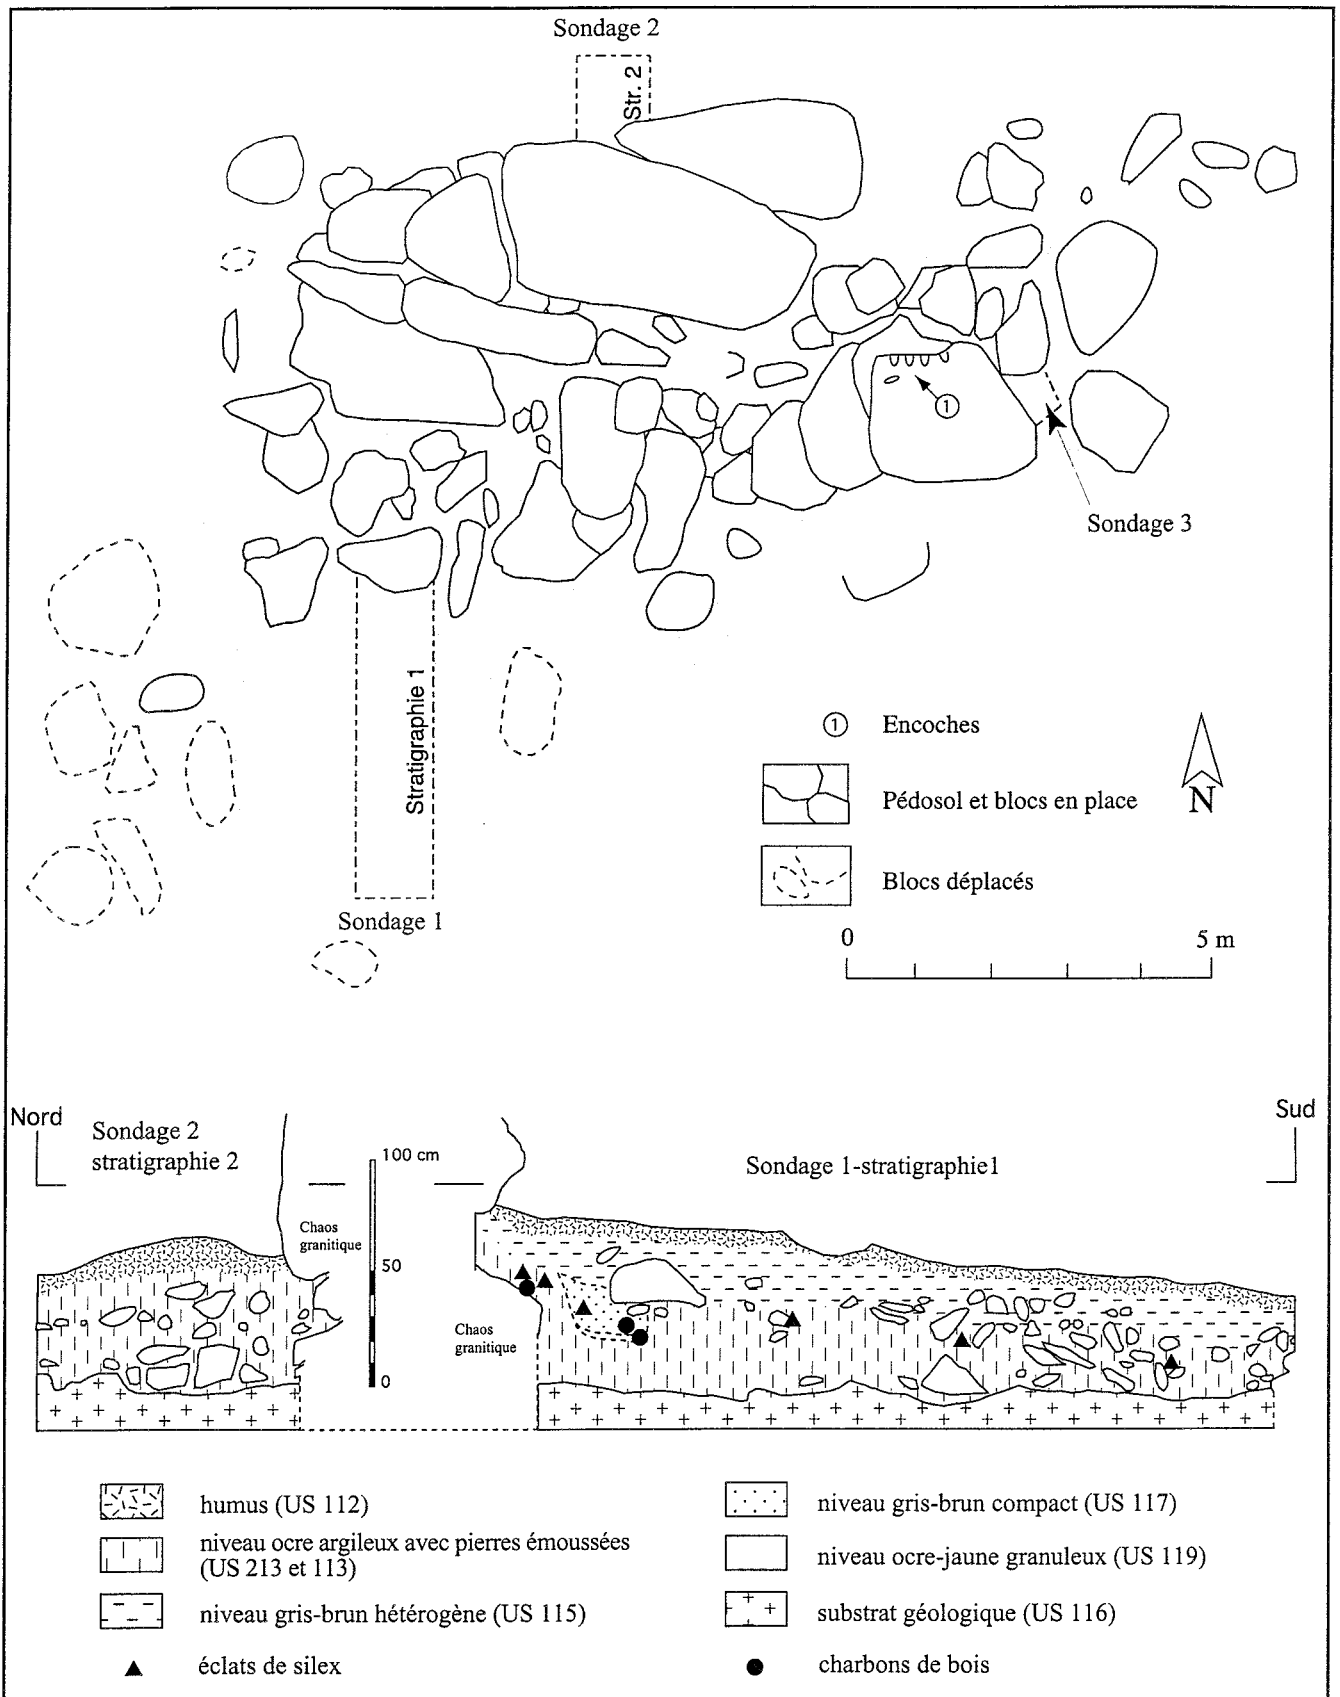 Sondage 2
Str. 2
1
Sondage 3
Stratigraphie 1
Sondage 1
1 Encoches
Pédosol et blocs en place
N
Blocs déplacés
0 5 m
Nord
Sud
Sondage 2
stratigraphie 2
100 cm
Sondage 1-stratigraphie1
Chaos
granitique
50
Chaos
granitique
0
humus (US 112)
niveau ocre argileux avec pierres émoussées
(US 213 et 113)
niveau gris-brun hétérogène (US 115)
éclats de silex
niveau gris-brun compact (US 117)
niveau ocre-jaune granuleux (US 119)
substrat géologique (US 116)
charbons de bois